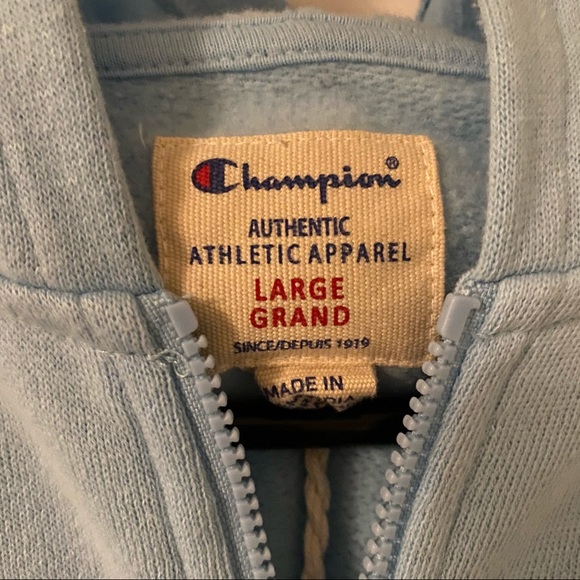 Champion®
AUTHENTIC
ATHLETIC APPAREL
LARGE
GRAND
SINCE/DEPUIS 1919
MADE IN